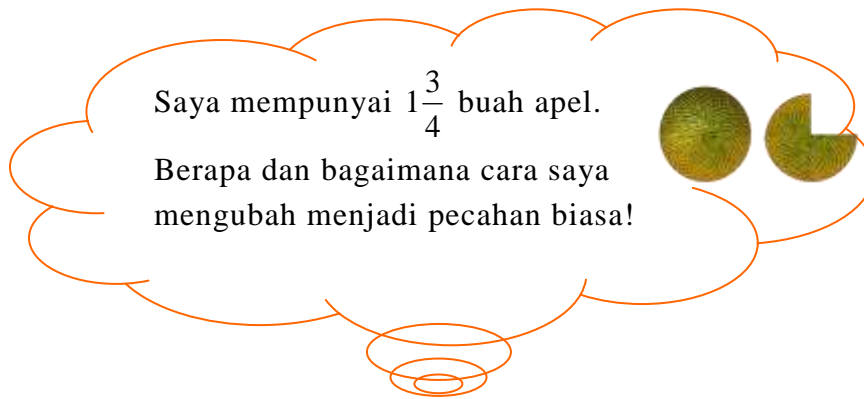 Saya mempunyai 1 3/4 buah apel.
Berapa dan bagaimana cara saya
mengubah menjadi pecahan biasa!